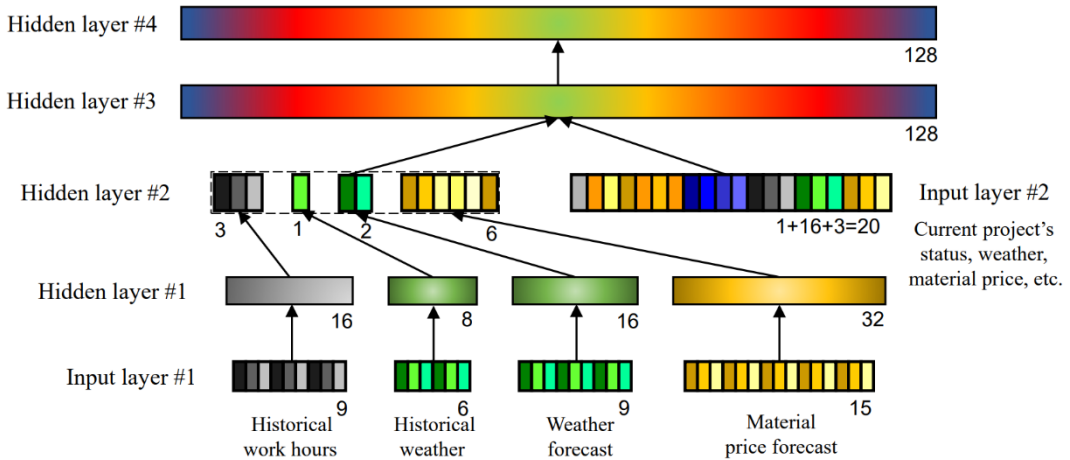 Hidden layer #4
128
Hidden layer #3
128
Hidden layer #2
3
1
2
6
1+16+3=20
Input layer #2
Current project's
status, weather,
material price, etc.
Hidden layer #1
16
8
16
32
Input layer #1
9
6
9
15
Historical
work hours
Historical
weather
Weather
forecast
Material
price forecast